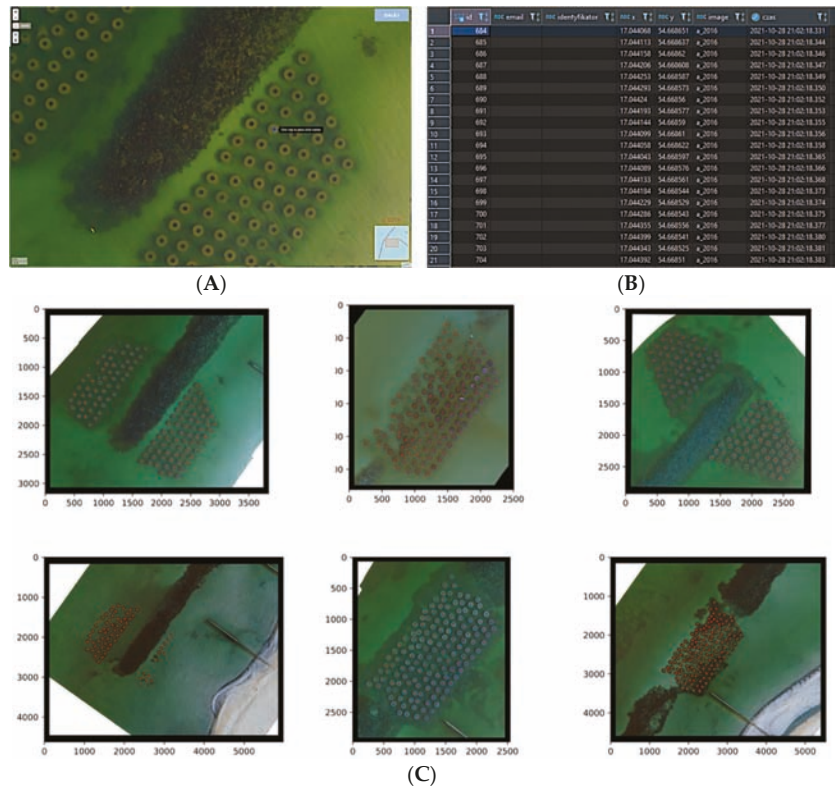 id email identyfikator x y image czas
1 684 17.044068 54.668651 a_2016 2021-10-28 21:02:18.331
2 685 17.044113 54.668637 a_2016 2021-10-28 21:02:18.344
3 686 17.044158 54.66862 a_2016 2021-10-28 21:02:18.346
4 687 17.044206 54.668608 a_2016 2021-10-28 21:02:18.347
5 688 17.044253 54.668587 a_2016 2021-10-28 21:02:18.349
6 689 17.044293 54.668573 a_2016 2021-10-28 21:02:18.350
7 690 17.04424 54.66856 a_2016 2021-10-28 21:02:18.352
8 691 17.044193 54.668577 a_2016 2021-10-28 21:02:18.353
9 692 17.044144 54.66859 a_2016 2021-10-28 21:02:18.355
10 693 17.044099 54.66861 a_2016 2021-10-28 21:02:18.356
11 694 17.044058 54.668622 a_2016 2021-10-28 21:02:18.358
12 695 17.044043 54.668597 a_2016 2021-10-28 21:02:18.365
13 696 17.044089 54.668576 a_2016 2021-10-28 21:02:18.366
14 697 17.044133 54.668561 a_2016 2021-10-28 21:02:18.368
15 698 17.044184 54.668544 a_2016 2021-10-28 21:02:18.373
16 699 17.044229 54.668529 a_2016 2021-10-28 21:02:18.374
17 700 17.044286 54.668543 a_2016 2021-10-28 21:02:18.375
18 701 17.044355 54.668556 a_2016 2021-10-28 21:02:18.377
19 702 17.044399 54.668541 a_2016 2021-10-28 21:02:18.380
20 703 17.044343 54.668525 a_2016 2021-10-28 21:02:18.381
21 704 17.044392 54.66851 a_2016 2021-10-28 21:02:18.383
(A) (B)
0
500
1000
1500
2000
2500
3000
0 500 1000 1500 2000 2500 3000 3500
0
0 500 1000 1500 2000 2500
0
500
1000
1500
2000
2500
0 500 1000 1500 2000 2500
0
1000
2000
3000
4000
0 1000 2000 3000 4000 5000
0
500
1000
1500
2000
2500
0 500 1000 1500 2000 2500
0
1000
2000
3000
4000
0 1000 2000 3000 4000 5000
(C)